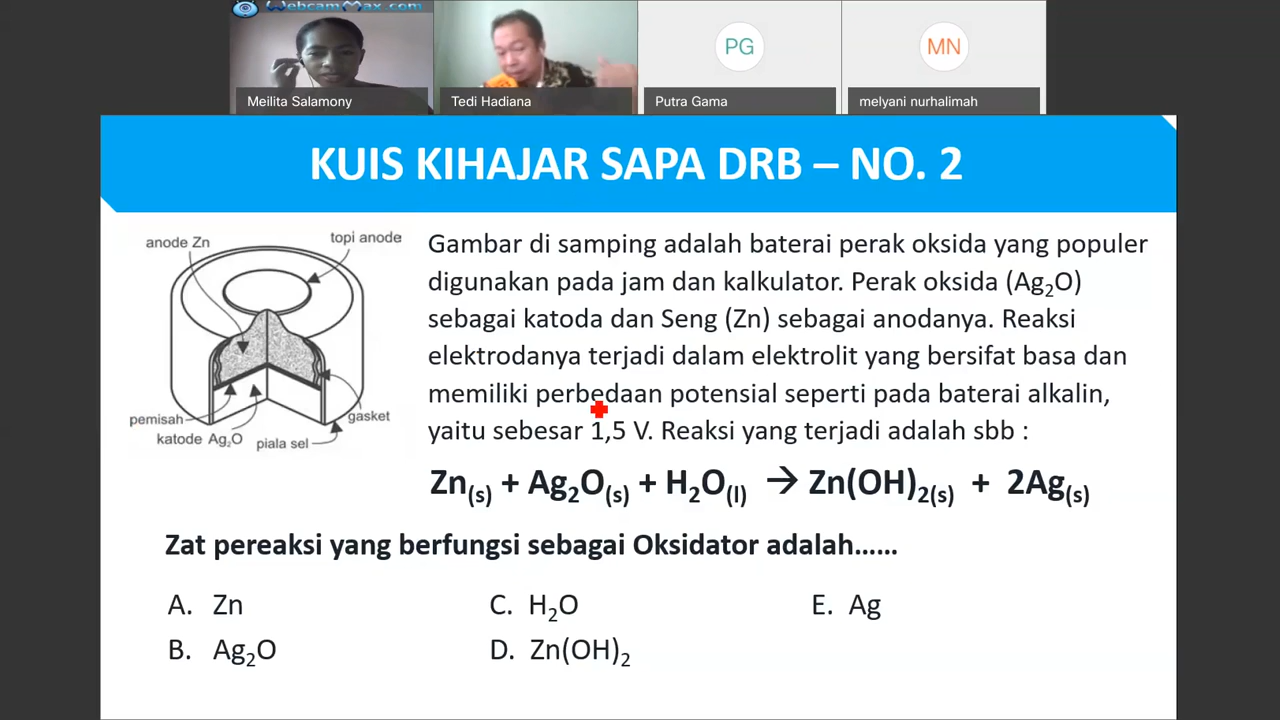 WebcamMax.com
Meilita Salamony
Tedi Hadiana
PG
Putra Gama
MN
melyani nurhalimah
KUIS KIHAJAR SAPA DRB – NO. 2
anode Zn
topi anode
pemisah
katode Ag₂O
piala sel
gasket
Gambar di samping adalah baterai perak oksida yang populer
digunakan pada jam dan kalkulator. Perak oksida (Ag₂O)
sebagai katoda dan Seng (Zn) sebagai anodanya. Reaksi
elektrodanya terjadi dalam elektrolit yang bersifat basa dan
memiliki perbedaan potensial seperti pada baterai alkalin,
yaitu sebesar 1,5 V. Reaksi yang terjadi adalah sbb :
Zn(s) + Ag₂O(s) + H₂O(l) → Zn(OH)₂(s) + 2Ag(s)
Zat pereaksi yang berfungsi sebagai Oksidator adalah......
A. Zn
B. Ag₂O
C. H₂O
D. Zn(OH)₂
E. Ag